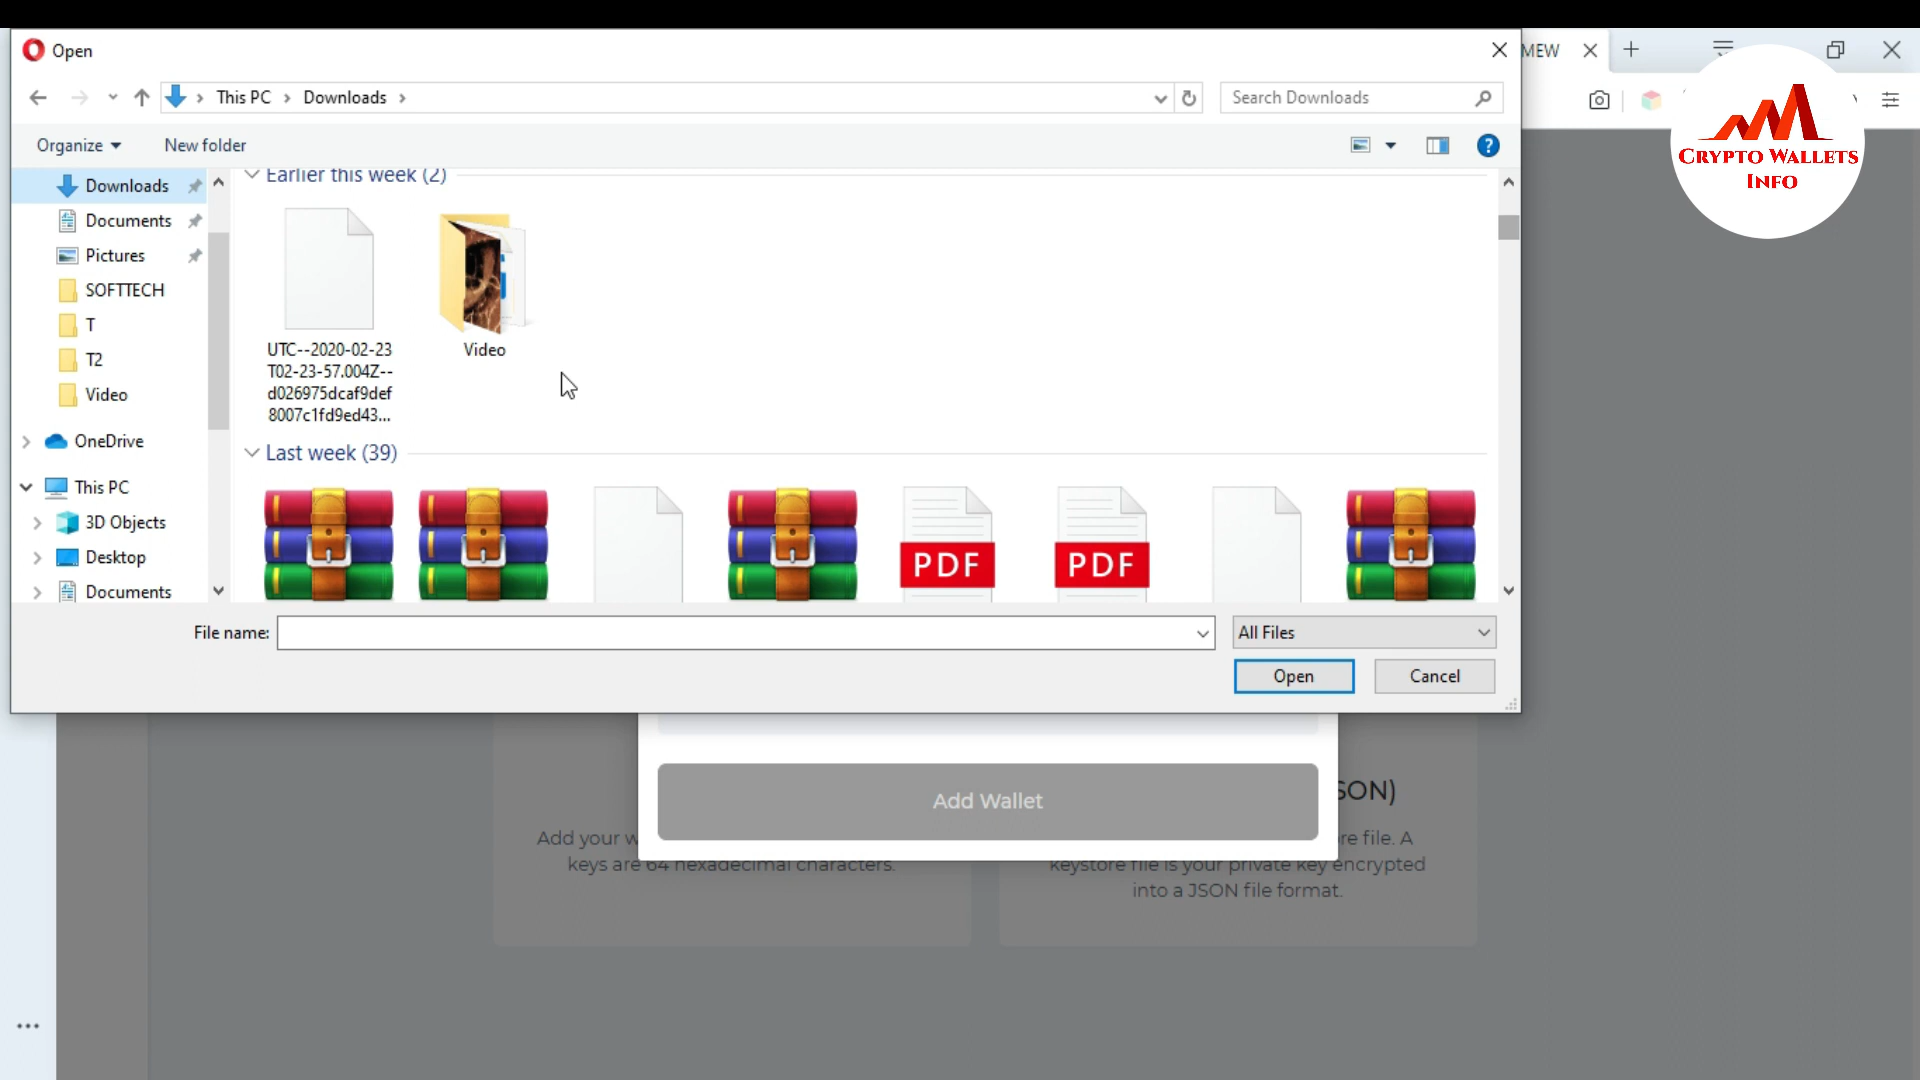 Open
MEW
This PC
Downloads
Search Downloads
CRYPTO WALLETS
INFO
Organize
New folder
Downloads
Documents
Pictures
SOFTTECH
T
T2
Video
OneDrive
This PC
3D Objects
Desktop
Documents
Earlier this week (2)
UTC--2020-02-23
T02-23-57.004Z--
d026975dcaf9def
8007c1fd9ed43...
Video
Last week (39)
PDF
PDF
File name:
All Files
Open
Cancel
Add Wallet
SON)
Add your w
re file. A
keys are 64 hexadecimal characters.
keystore file is your private key encrypted
into a JSON file format.